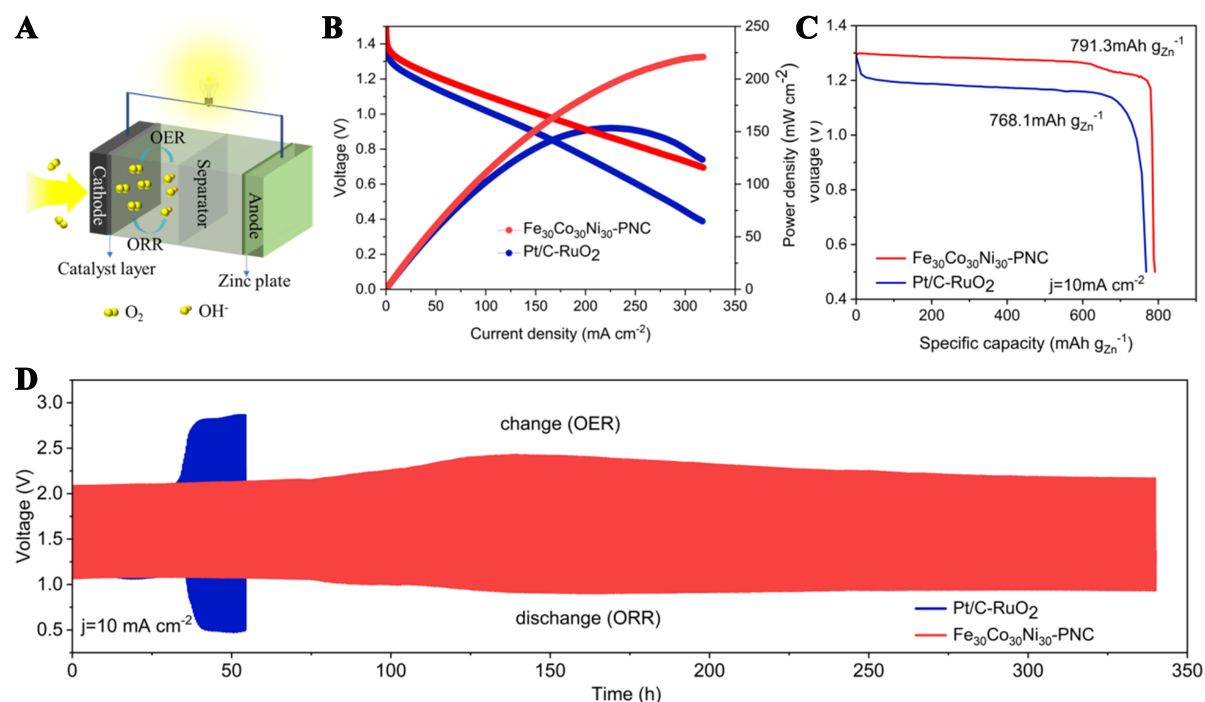 A
OER
Cathode
Separator
Anode
ORR
Catalyst layer
Zinc plate
O₂
OH⁻
B
1.4
1.2
1.0
0.8
0.6
0.4
0.2
0.0
Voltage (V)
250
200
150
100
50
0
Power density (mW cm⁻²)
Fe₃₀Co₃₀Ni₃₀-PNC
Pt/C-RuO₂
0 50 100 150 200 250 300 350
Current density (mA cm⁻²)
C
1.4
1.2
1.0
0.8
0.6
0.4
voltage (V)
791.3mAh g_Zn⁻¹
768.1mAh g_Zn⁻¹
Fe₃₀Co₃₀Ni₃₀-PNC
Pt/C-RuO₂ j=10mA cm⁻²
0 200 400 600 800
Specific capacity (mAh g_Zn⁻¹)
D
3.0
2.5
2.0
1.5
1.0
0.5
Voltage (V)
change (OER)
dischange (ORR)
j=10 mA cm⁻²
Pt/C-RuO₂
Fe₃₀Co₃₀Ni₃₀-PNC
0 50 100 150 200 250 300 350
Time (h)